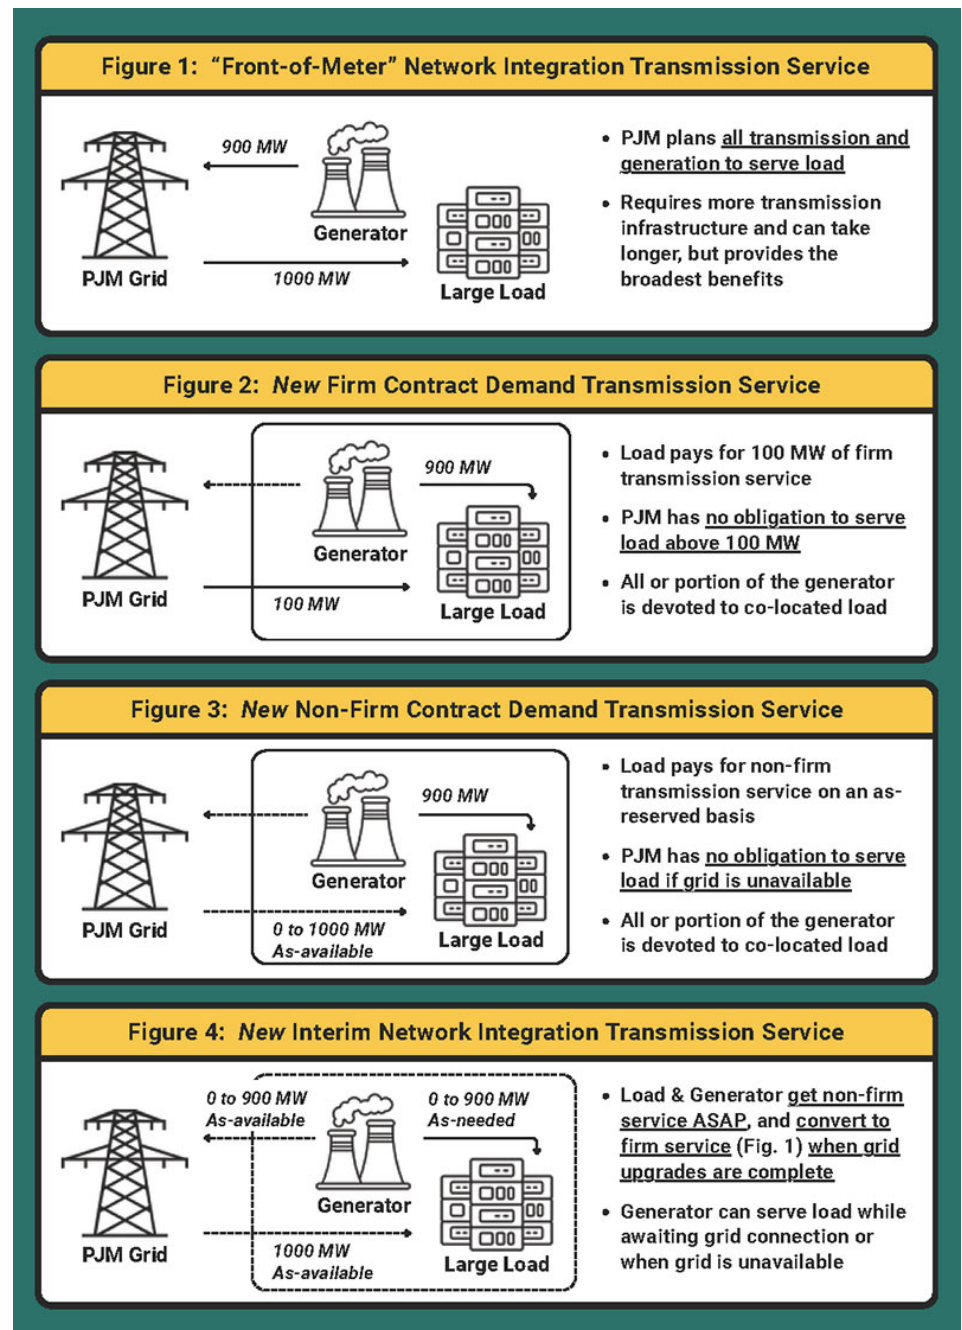 Figure 1: “Front-of-Meter” Network Integration Transmission Service
900 MW
Generator
PJM Grid
1000 MW
Large Load
• PJM plans all transmission and
generation to serve load
• Requires more transmission
infrastructure and can take
longer, but provides the
broadest benefits
Figure 2: New Firm Contract Demand Transmission Service
900 MW
Generator
PJM Grid
100 MW
Large Load
• Load pays for 100 MW of firm
transmission service
• PJM has no obligation to serve
load above 100 MW
• All or portion of the generator
is devoted to co-located load
Figure 3: New Non-Firm Contract Demand Transmission Service
900 MW
Generator
PJM Grid
0 to 1000 MW
As-available
Large Load
• Load pays for non-firm
transmission service on an as-
reserved basis
• PJM has no obligation to serve
load if grid is unavailable
• All or portion of the generator
is devoted to co-located load
Figure 4: New Interim Network Integration Transmission Service
0 to 900 MW
As-available
0 to 900 MW
As-needed
Generator
PJM Grid
1000 MW
As-available
Large Load
• Load & Generator get non-firm
service ASAP, and convert to
firm service (Fig. 1) when grid
upgrades are complete
• Generator can serve load while
awaiting grid connection or
when grid is unavailable